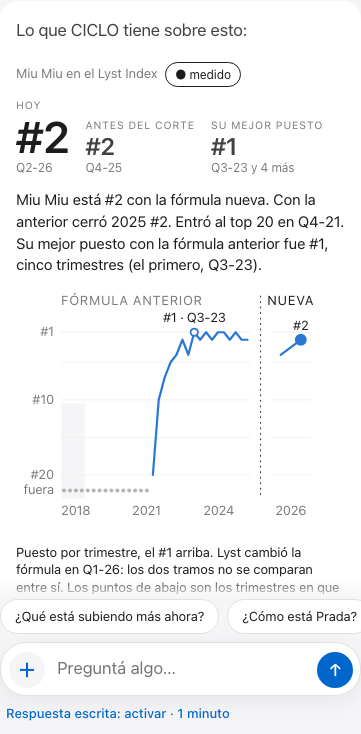 Lo que CICLO tiene sobre esto:
Miu Miu en el Lyst Index
medido
HOY
#2
Q2-26
ANTES DEL CORTE
#2
Q4-25
SU MEJOR PUESTO
#1
Q3-23 y 4 más
Miu Miu está #2 con la fórmula nueva. Con la
anterior cerró 2025 #2. Entró al top 20 en Q4-21.
Su mejor puesto con la fórmula anterior fue #1,
cinco trimestres (el primero, Q3-23).
FÓRMULA ANTERIOR
NUEVA
#1 · Q3-23
#2
#1
#10
#20
fuera
2018
2021
2024
2026
Puesto por trimestre, el #1 arriba. Lyst cambió la
fórmula en Q1-26: los dos tramos no se comparan
entre sí. Los puntos de abajo son los trimestres en que
¿Qué está subiendo más ahora?
¿Cómo está Prada?
Preguntá algo...
Respuesta escrita: activar · 1 minuto